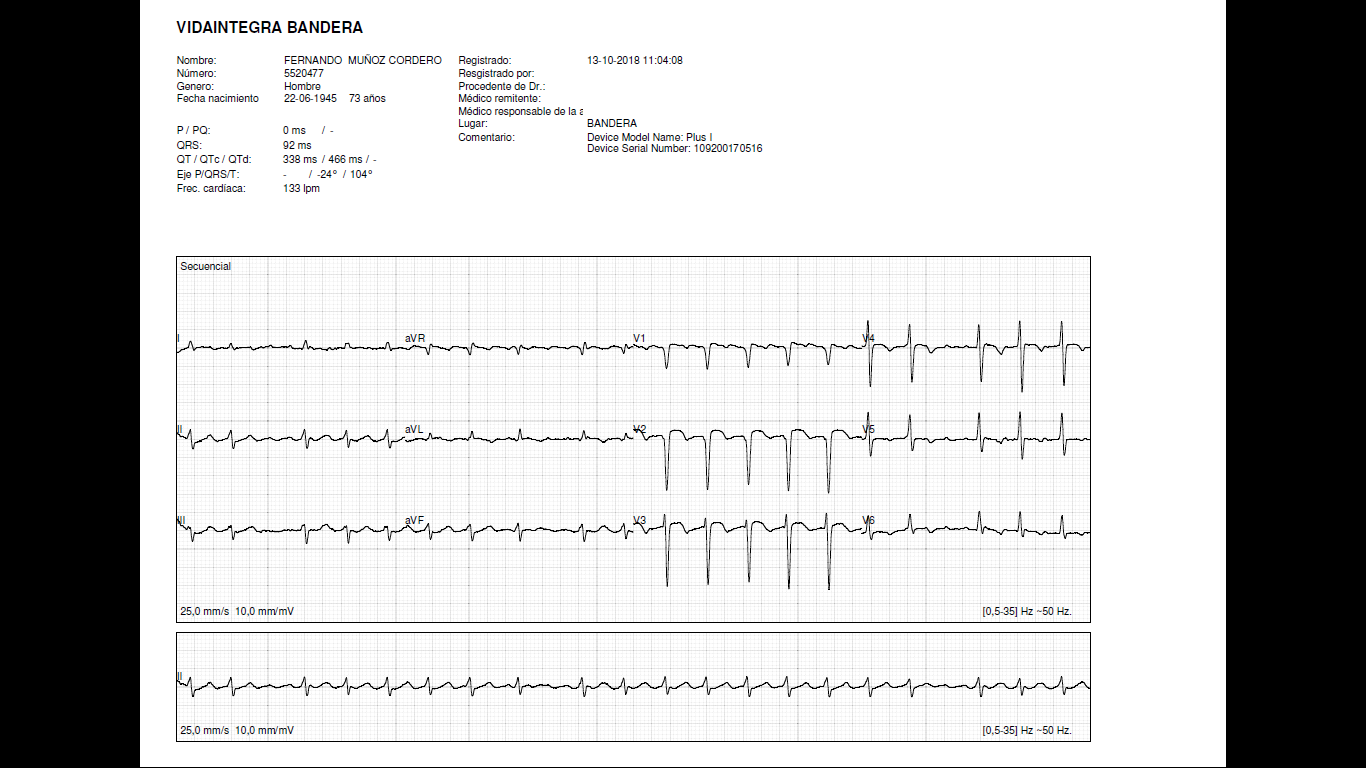 VIDAINTEGRA BANDERA
Nombre: FERNANDO MUÑOZ CORDERO
Número: 5520477
Genero: Hombre
Fecha nacimiento 22-06-1945 73 años
P / PQ: 0 ms / -
QRS: 92 ms
QT / QTc / QTd: 338 ms / 466 ms / -
Eje P/QRS/T: - / -24° / 104°
Frec. cardíaca: 133 lpm
Registrado: 13-10-2018 11:04:08
Resgistrado por:
Procedente de Dr.:
Médico remitente:
Médico responsable de la a
Lugar: BANDERA
Comentario: Device Model Name: Plus I
Device Serial Number: 109200170516
Secuencial
I aVR V1 V4
II aVL V2 V5
III aVF V3 V6
25,0 mm/s 10,0 mm/mV [0,5-35] Hz ~50 Hz.
II
25,0 mm/s 10,0 mm/mV [0,5-35] Hz ~50 Hz.